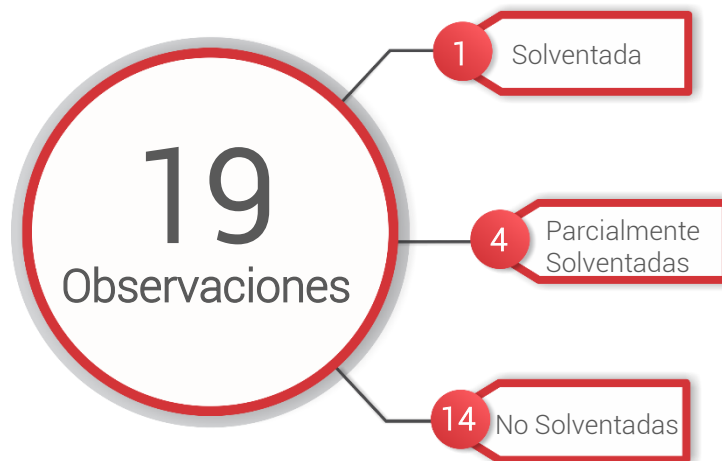 19
Observaciones
1
Solventada
4
Parcialmente
Solventadas
14
No Solventadas